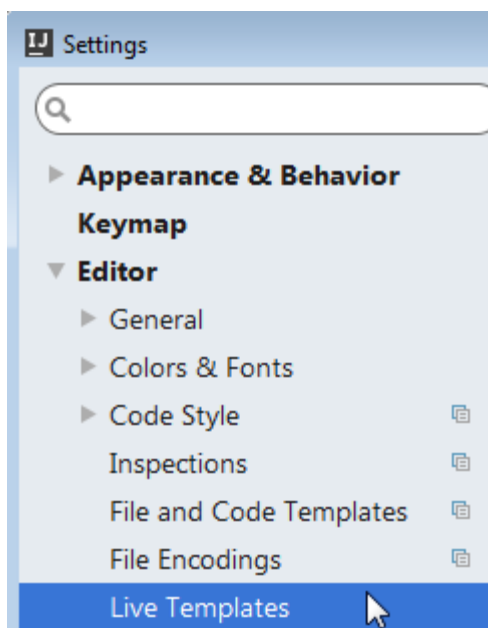 IJ Settings
Appearance & Behavior
Keymap
Editor
General
Colors & Fonts
Code Style
Inspections
File and Code Templates
File Encodings
Live Templates